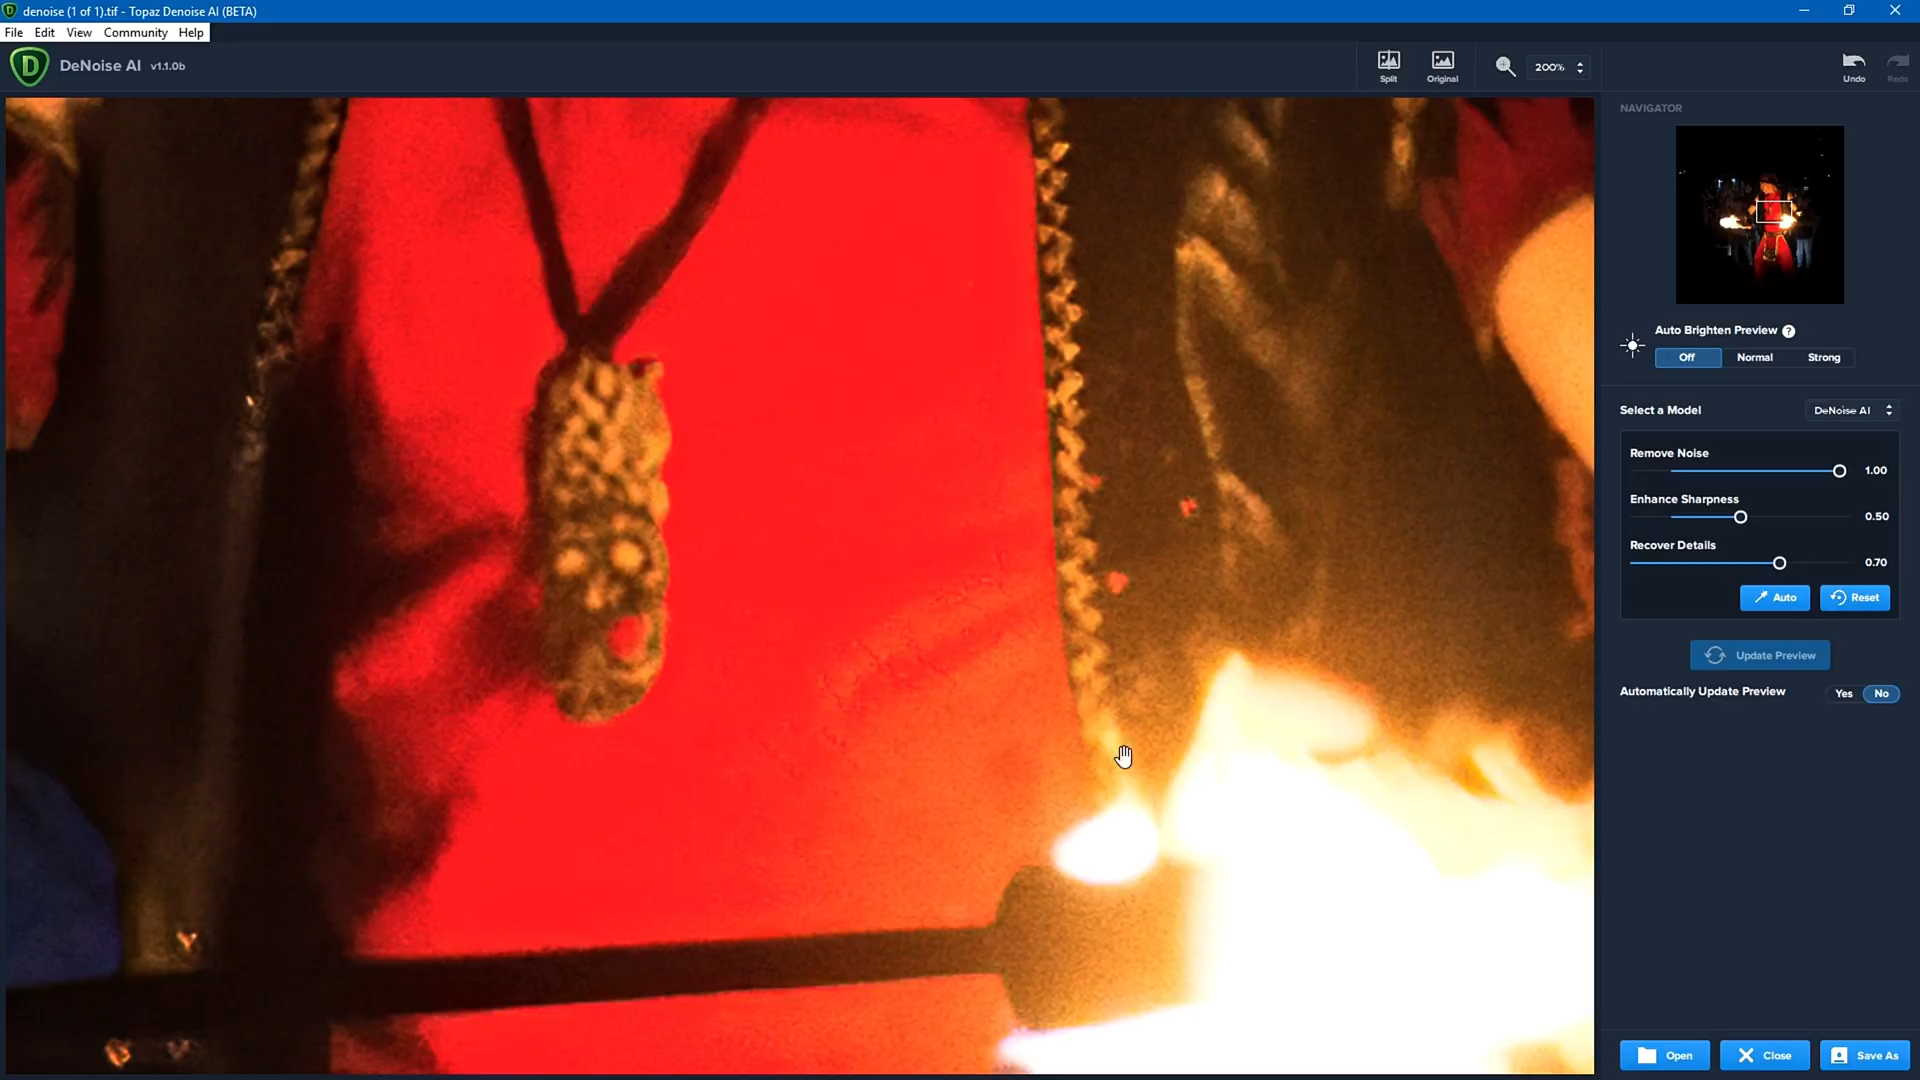 denoise (1 of 1).tif - Topaz Denoise AI (BETA)
File Edit View Community Help
DeNoise AI v1.1.0b
Split Original 200% Undo Redo
NAVIGATOR
Auto Brighten Preview ?
Off Normal Strong
Select a Model DeNoise AI
Remove Noise
1.00
Enhance Sharpness
0.50
Recover Details
0.70
Auto Reset
Update Preview
Automatically Update Preview Yes No
Open Close Save As